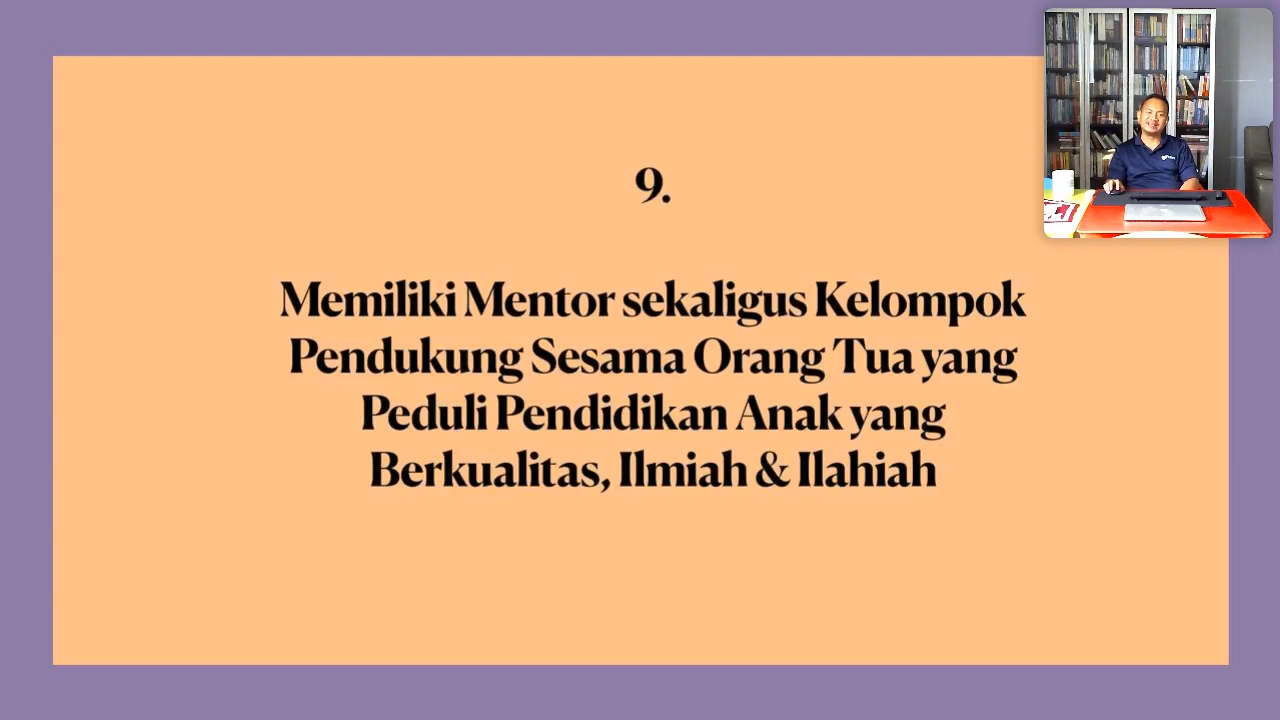 9.
Memiliki Mentor sekaligus Kelompok
Pendukung Sesama Orang Tua yang
Peduli Pendidikan Anak yang
Berkualitas, Ilmiah & Ilahiah